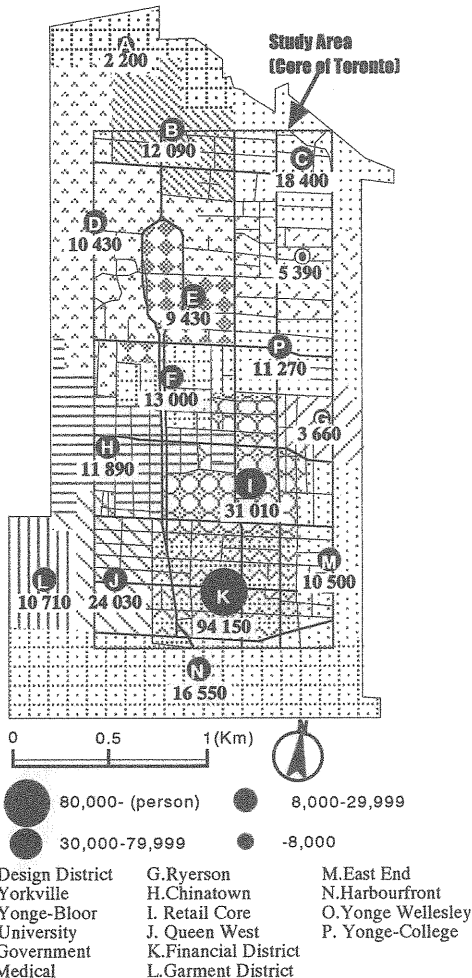 Study Area
(Core of Toronto)
A
2 200
B
12 090
C
18 400
D
10 430
O
5 390
E
9 430
P
11 270
F
13 000
G
3 660
H
11 890
I
31 010
M
10 500
L
10 710
J
24 030
K
94 150
N
16 550
0 0.5 1(Km)
N
80,000- (person) 8,000-29,999
30,000-79,999 -8,000
Design District G.Ryerson M.East End
Yorkville H.Chinatown N.Harbourfront
Yonge-Bloor I. Retail Core O.Yonge Wellesley
University J. Queen West P. Yonge-College
Government K.Financial District
Medical L.Garment District